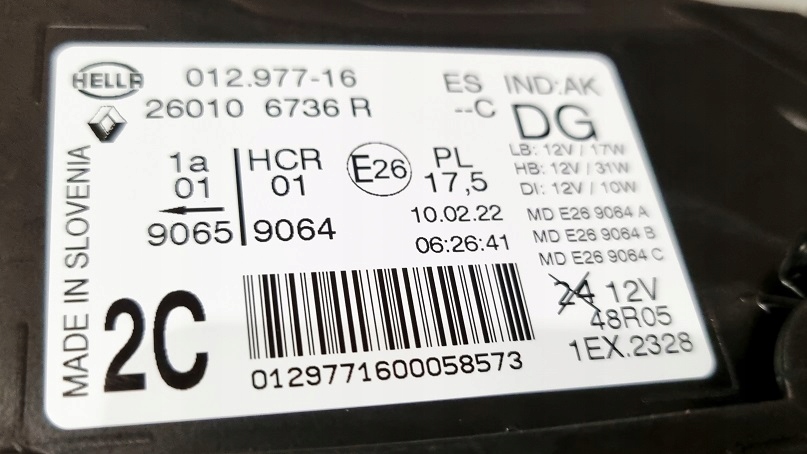 HELLA 012.977-16 ES IND:AK
26010 6736 R --C DG
1a HCR E26 PL LB: 12V / 17W
01 01 17,5 HB: 12V / 31W
DI: 12V / 10W
9065 9064 10.02.22 MD E26 9064 A
06:26:41 MD E26 9064 B
MD E26 9064 C
MADE IN SLOVENIA
2C 24 12V
48R05
0129771600058573 1EX.2328